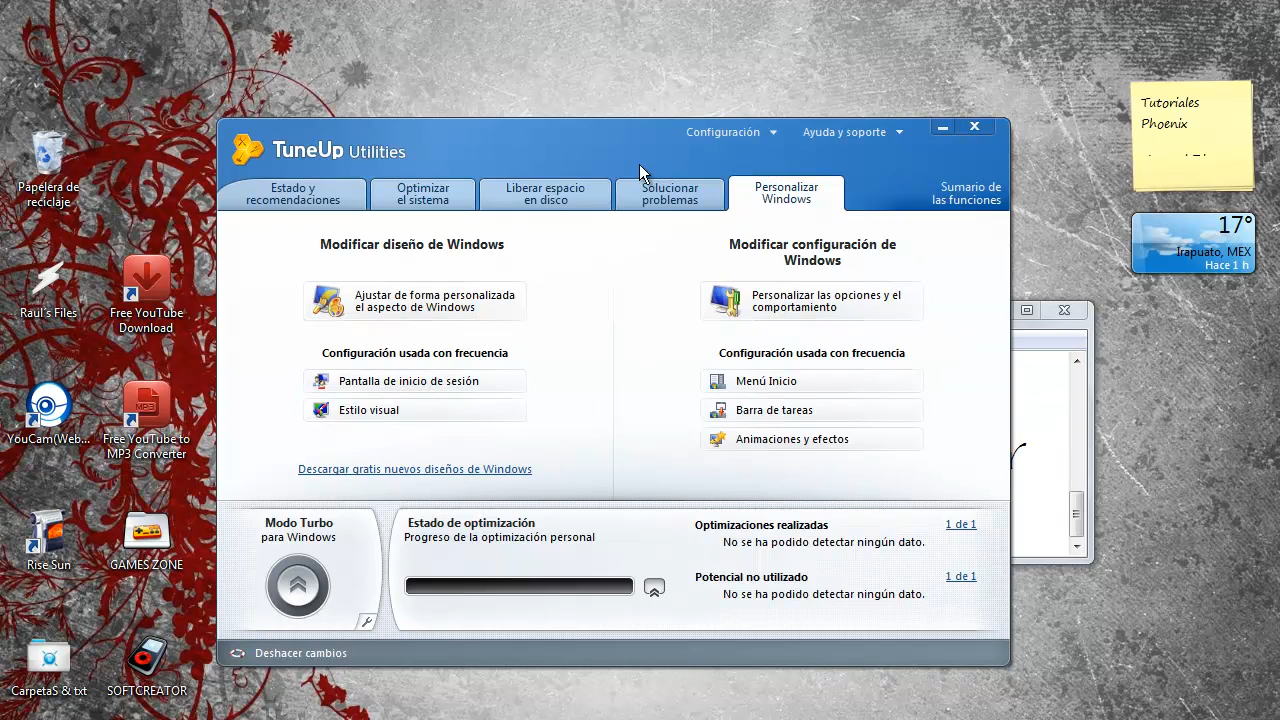 Tutoriales
Phoenix
17°
Irapuato, MEX
Hace 1 h
Papelera de
reciclaje
Raul´s Files
Free YouTube
Download
YouCam(Web...
Free YouTube to
MP3 Converter
Rise Sun
GAMES ZONE
CarpetaS & txt
SOFTCREATOR
TuneUp Utilities
Configuración
Ayuda y soporte
Estado y
recomendaciones
Optimizar
el sistema
Liberar espacio
en disco
Solucionar
problemas
Personalizar
Windows
Sumario de
las funciones
Modificar diseño de Windows
Ajustar de forma personalizada
el aspecto de Windows
Configuración usada con frecuencia
Pantalla de inicio de sesión
Estilo visual
Descargar gratis nuevos diseños de Windows
Modificar configuración de
Windows
Personalizar las opciones y el
comportamiento
Configuración usada con frecuencia
Menú Inicio
Barra de tareas
Animaciones y efectos
Modo Turbo
para Windows
Estado de optimización
Progreso de la optimización personal
Optimizaciones realizadas
1 de 1
No se ha podido detectar ningún dato.
Potencial no utilizado
1 de 1
No se ha podido detectar ningún dato.
Deshacer cambios